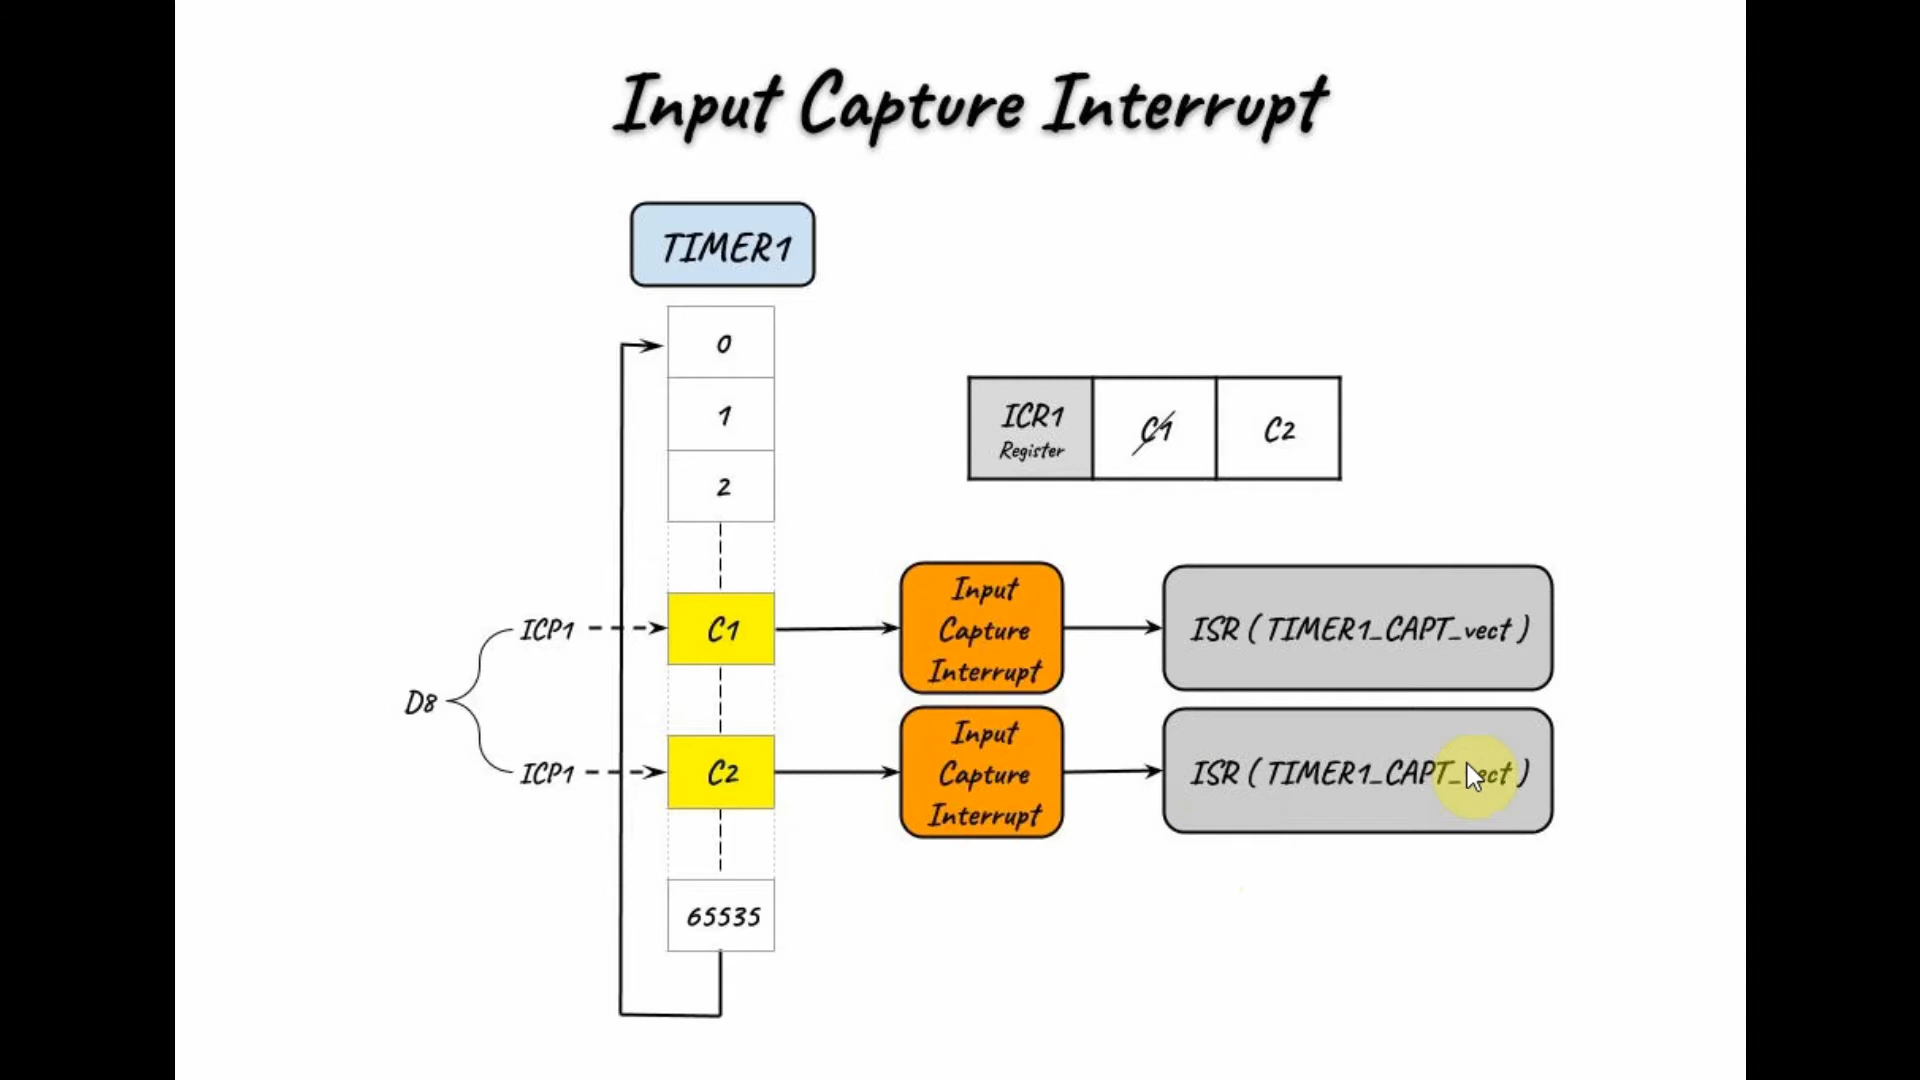 Input Capture Interrupt
TIMER1
0
1
2
ICR1
Register
C1
C2
ICP1
C1
Input
Capture
Interrupt
ISR ( TIMER1_CAPT_vect )
D8
ICP1
C2
Input
Capture
Interrupt
ISR ( TIMER1_CAPT_vect )
65535